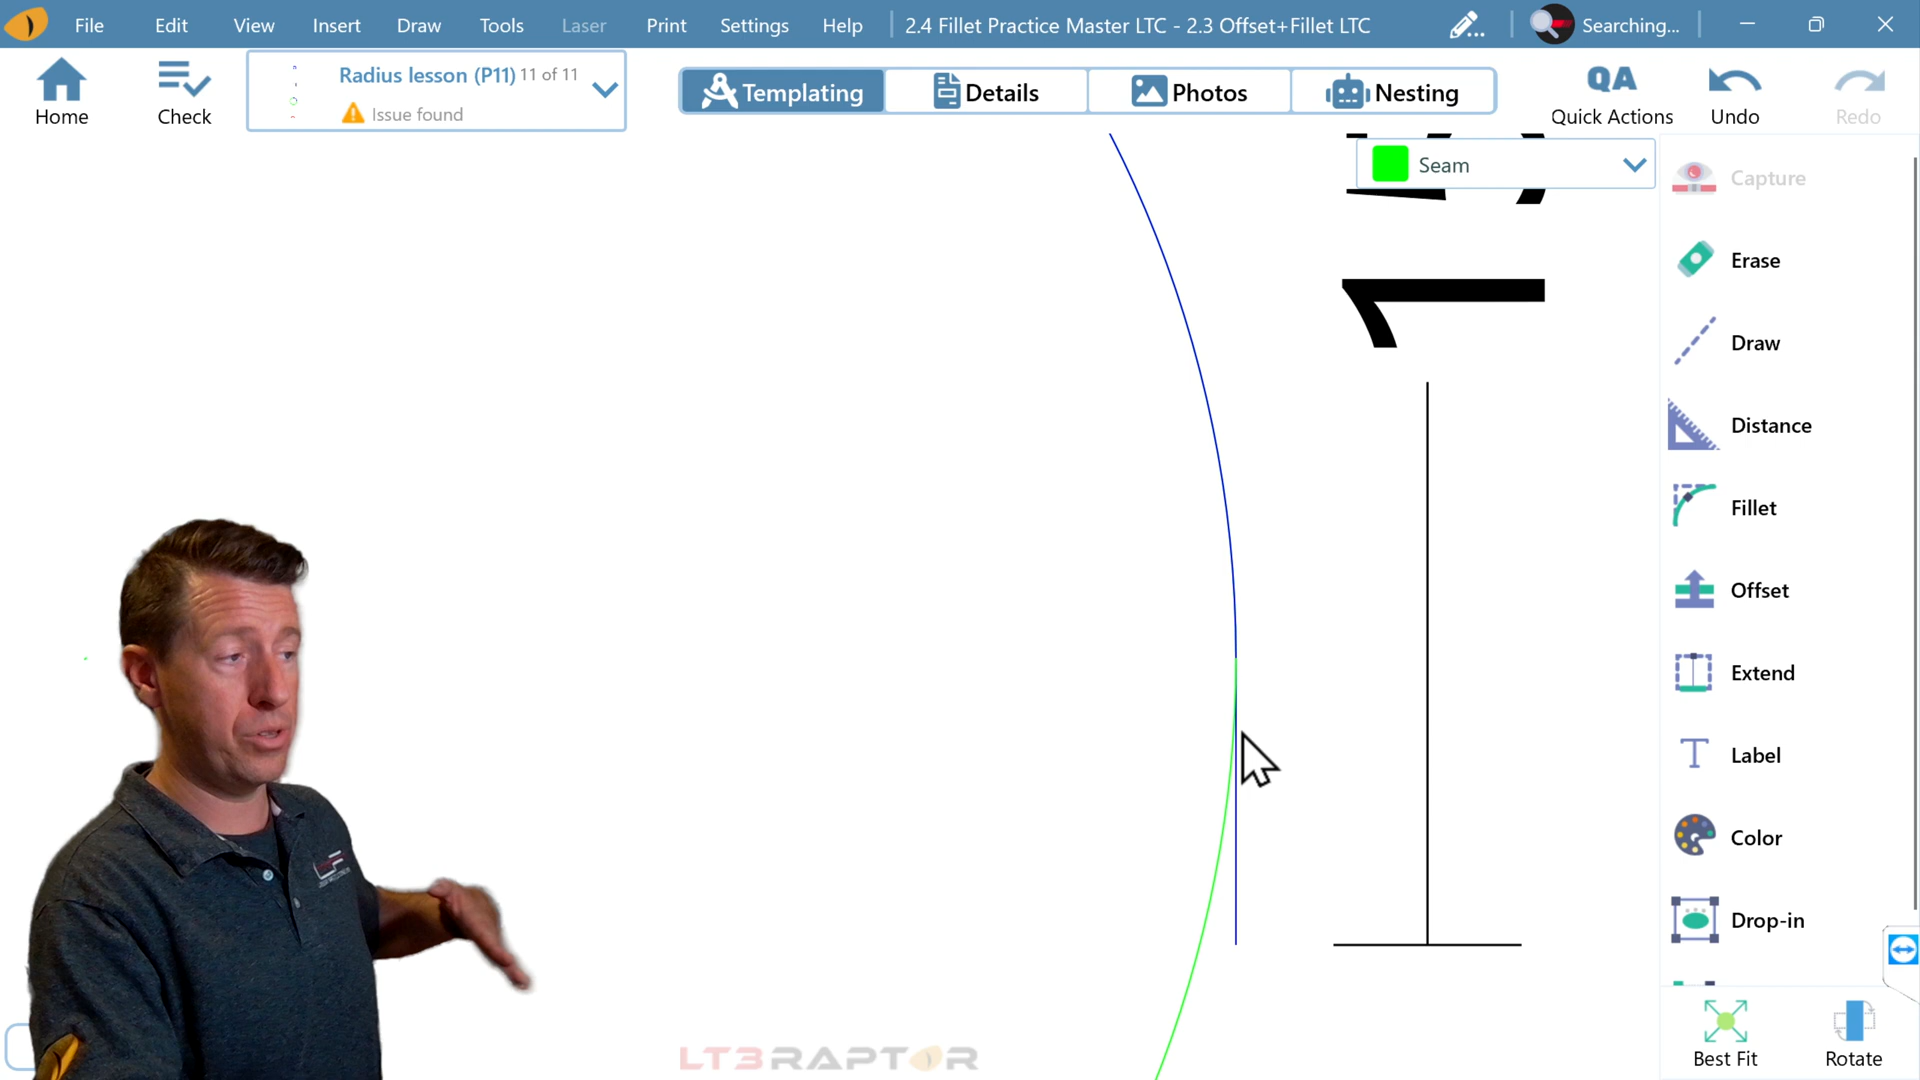 File Edit View Insert Draw Tools Laser Print Settings Help 2.4 Fillet Practice Master LTC - 2.3 Offset+Fillet LTC Searching...
Home
Check
Radius lesson (P11) 11 of 11
Issue found
Templating Details Photos Nesting
QA
Quick Actions
Undo
Redo
Seam
Capture
Erase
Draw
Distance
Fillet
Offset
Extend
Label
Color
Drop-in
Best Fit
Rotate
1
LT3RAPTOR